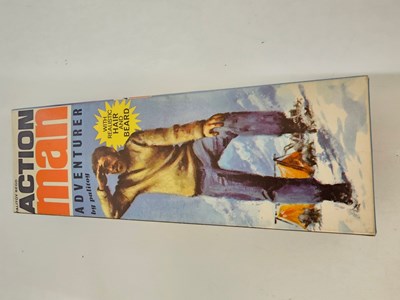 ACTION
man
ADVENTURER
by palitoy
WITH
REALISTIC
HAIR
AND
BEARD